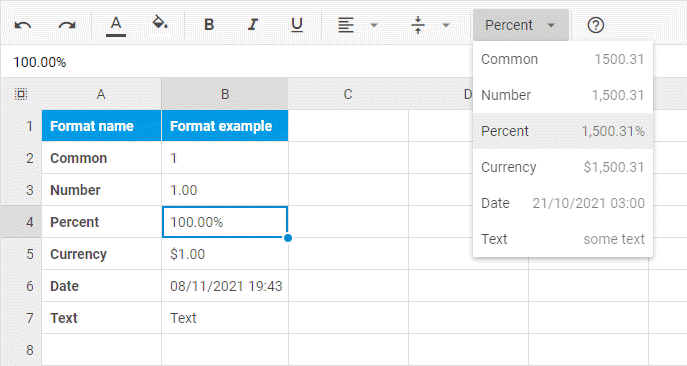 A B I U Percent
100.00%
Common 1500.31
Number 1,500.31
Percent 1,500.31%
Currency $1,500.31
Date 21/10/2021 03:00
Text some text
A B C D
1 Format name Format example
2 Common 1
3 Number 1.00
4 Percent 100.00%
5 Currency $1.00
6 Date 08/11/2021 19:43
7 Text Text
8